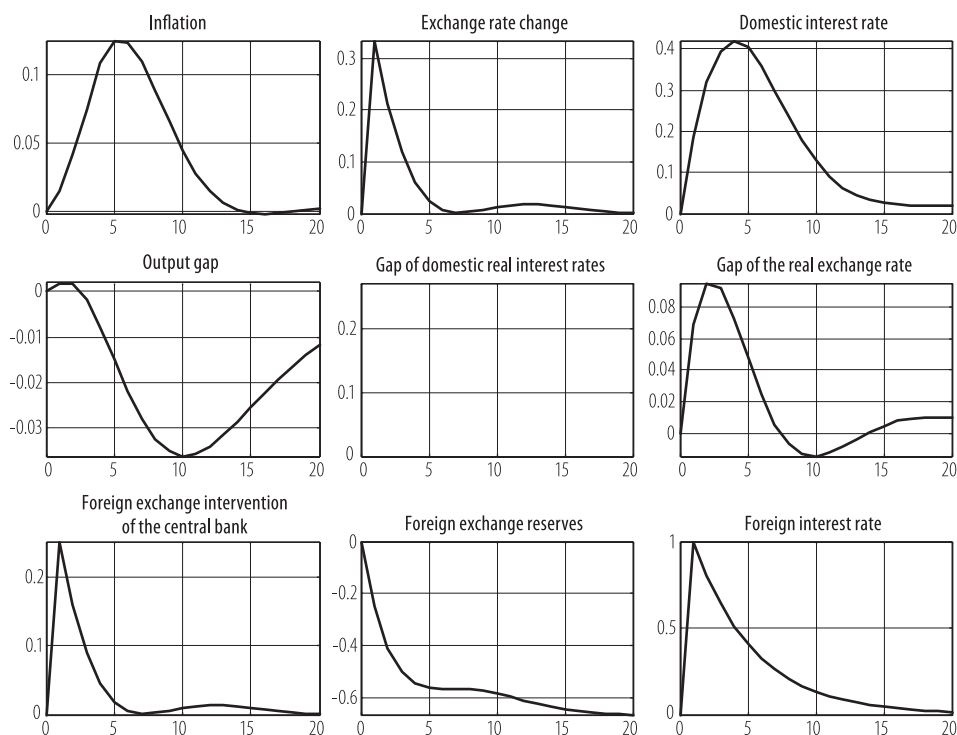 Inflation
0.1
0.05
0
0 5 10 15 20
Exchange rate change
0.3
0.2
0.1
0
0 5 10 15 20
Domestic interest rate
0.4
0.3
0.2
0.1
0
0 5 10 15 20
Output gap
0
–0.01
–0.02
–0.03
0 5 10 15 20
Gap of domestic real interest rates
0.2
0.1
0
0 5 10 15 20
Gap of the real exchange rate
0.08
0.06
0.04
0.02
0
0 5 10 15 20
Foreign exchange intervention
of the central bank
0.2
0.1
0
0 5 10 15 20
Foreign exchange reserves
0
–0.2
–0.4
–0.6
0 5 10 15 20
Foreign interest rate
1
0.5
0
0 5 10 15 20